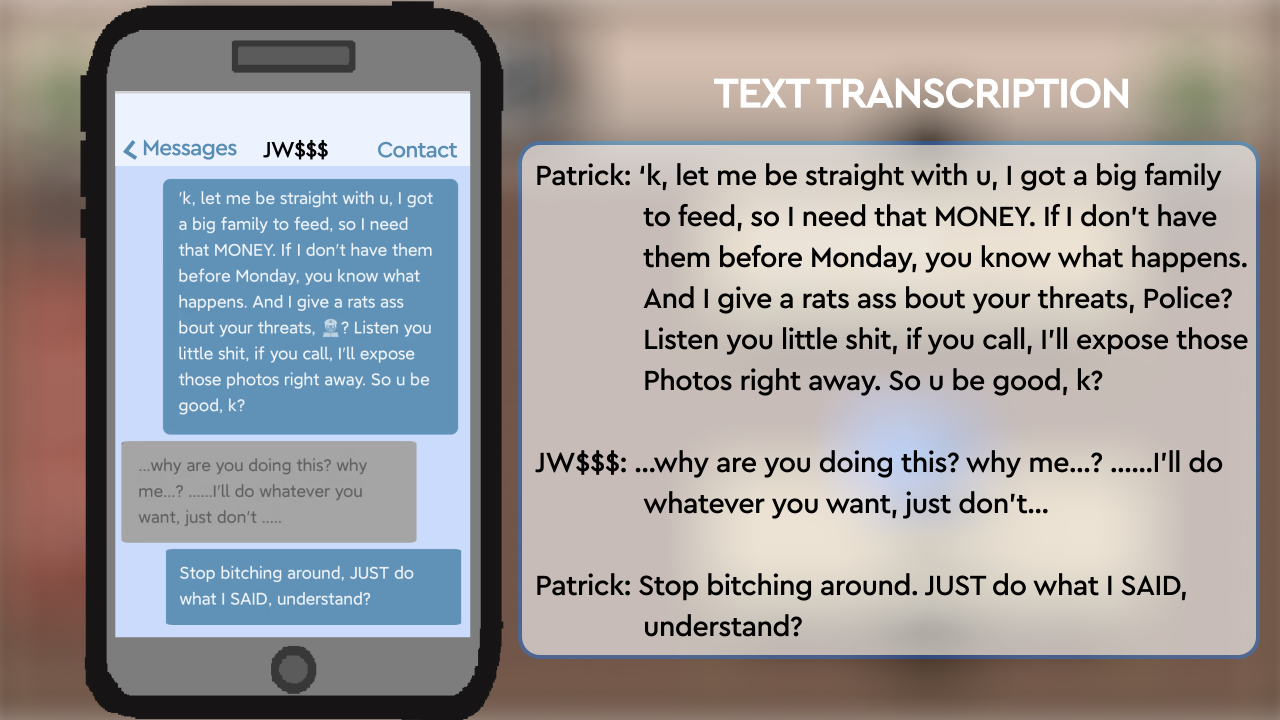 Messages JW$$$ Contact
'k, let me be straight with u, I got
a big family to feed, so I need
that MONEY. If I don't have them
before Monday, you know what
happens. And I give a rats ass
bout your threats, 👮? Listen you
little shit, if you call, I'll expose
those photos right away. So u be
good, k?
...why are you doing this? why
me...? ......I'll do whatever you
want, just don't .....
Stop bitching around, JUST do
what I SAID, understand?
TEXT TRANSCRIPTION
Patrick: ‘k, let me be straight with u, I got a big family
to feed, so I need that MONEY. If I don't have
them before Monday, you know what happens.
And I give a rats ass bout your threats, Police?
Listen you little shit, if you call, I'll expose those
Photos right away. So u be good, k?
JW$$$: ...why are you doing this? why me...? ......I'll do
whatever you want, just don't...
Patrick: Stop bitching around. JUST do what I SAID,
understand?